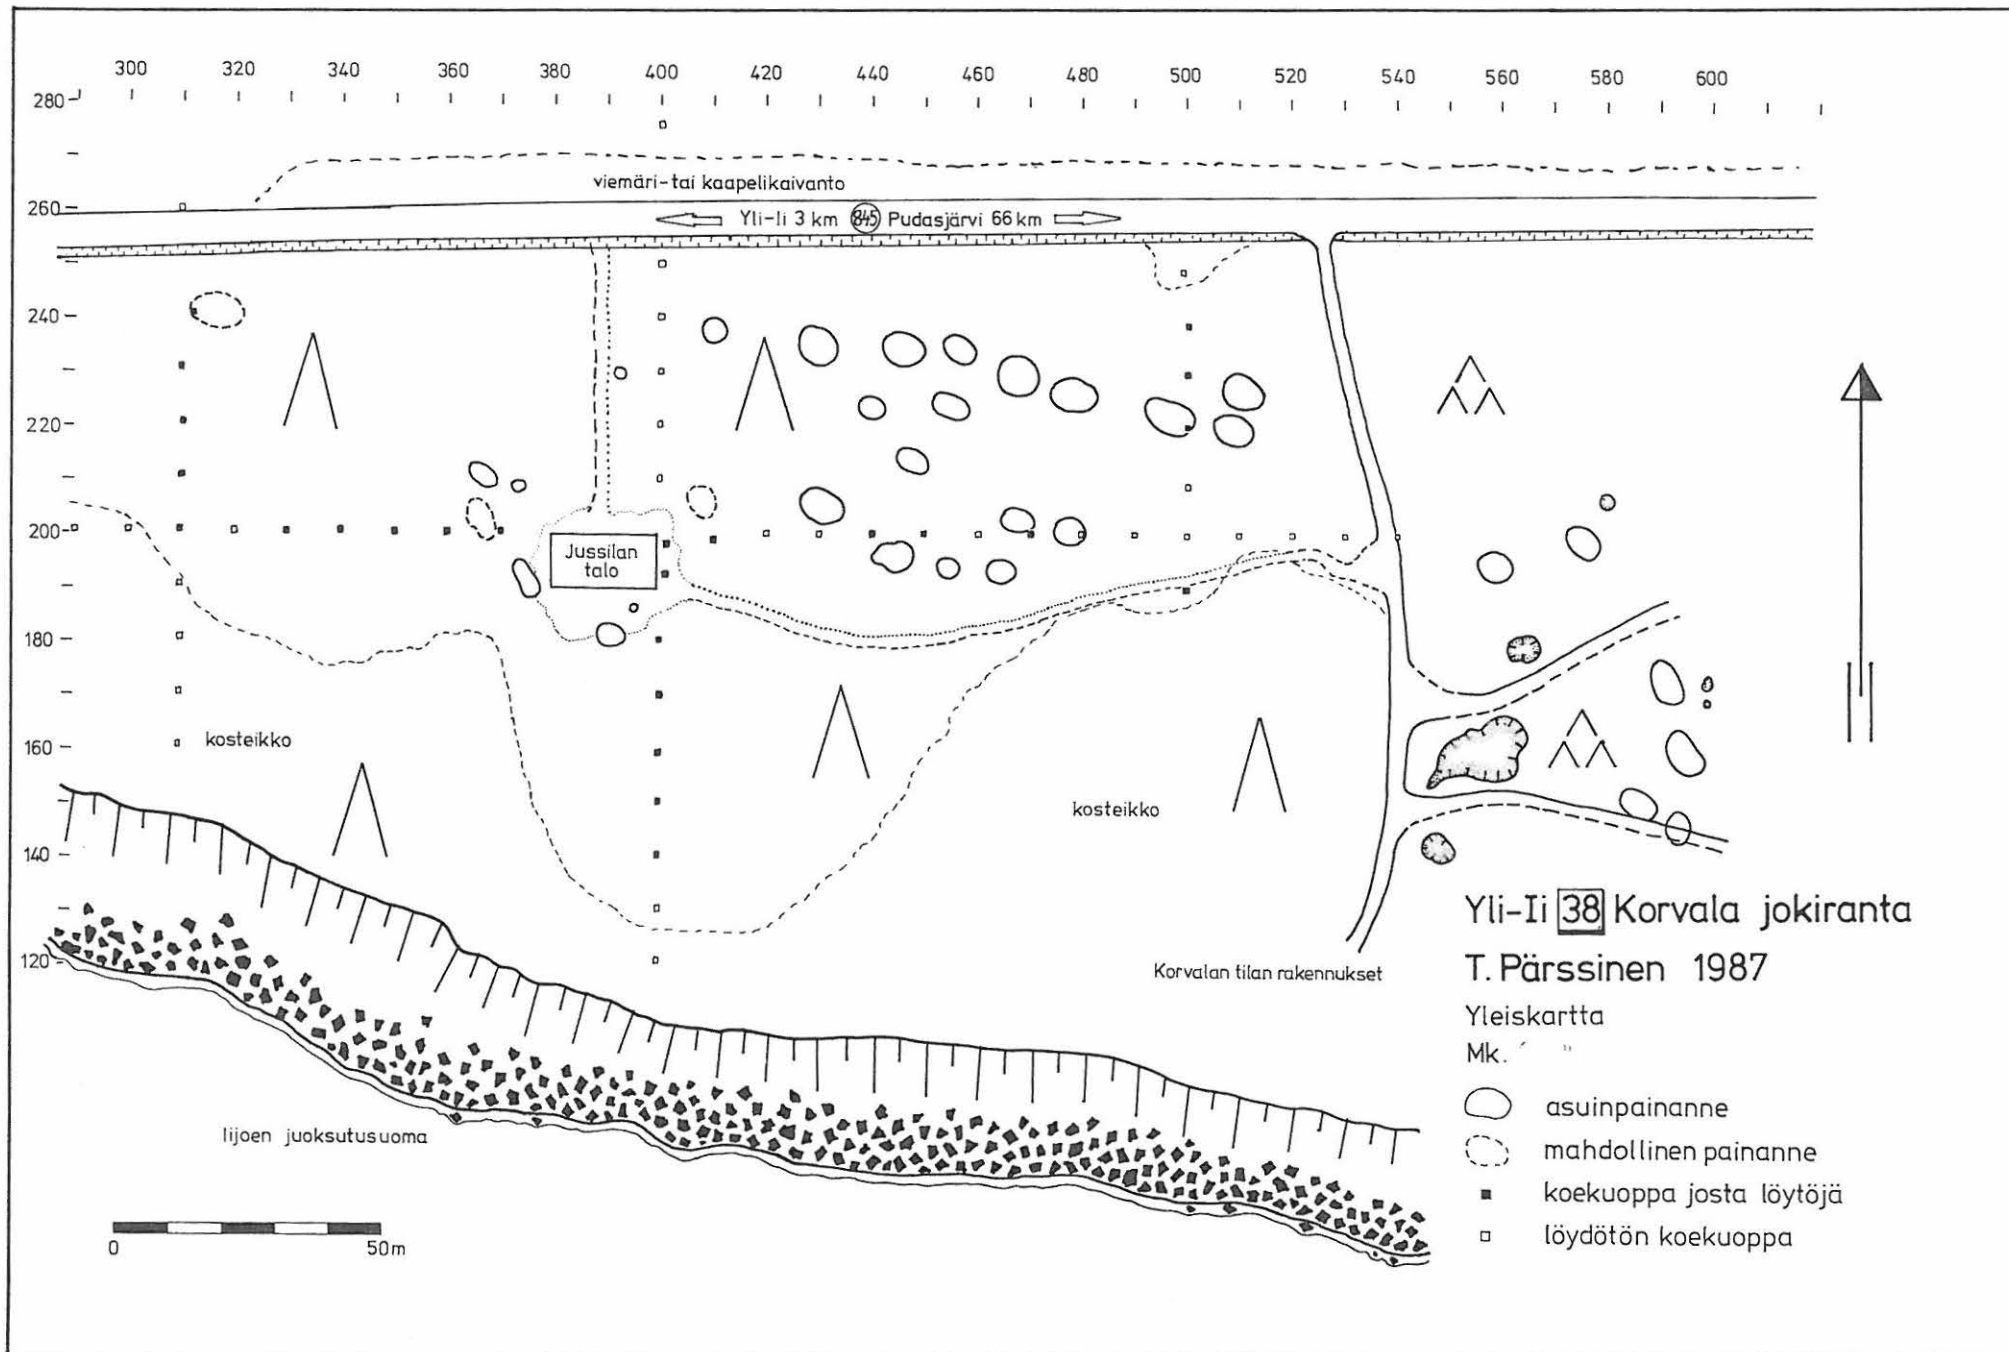 300 320 340 360 380 400 420 440 460 480 500 520 540 560 580 600
280
viemäri-tai kaapelikaivanto
260
Yli-Ii 3 km 845 Pudasjärvi 66 km
240
220
200
Jussilan
talo
180
160
kosteikko
kosteikko
140
120
Korvalan tilan rakennukset
Yli-Ii 38 Korvala jokiranta
T. Pärssinen 1987
Yleiskartta
Mk.
asuinpainanne
mahdollinen painanne
koekuoppa josta löytöjä
löydötön koekuoppa
Iijoen juoksutusuoma
0 50m